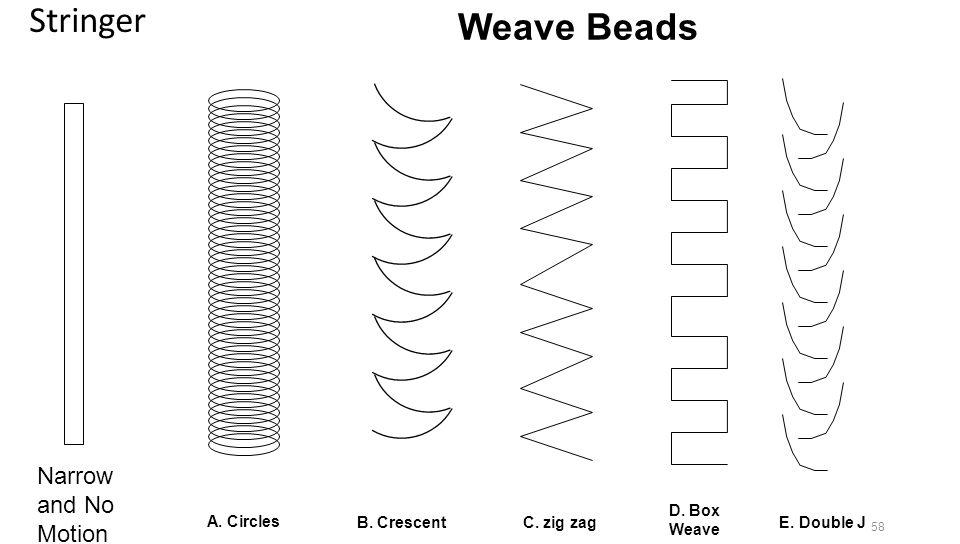 Stringer
Weave Beads
Narrow
and No
Motion
A. Circles
B. Crescent
C. zig zag
D. Box
Weave
E. Double J
58